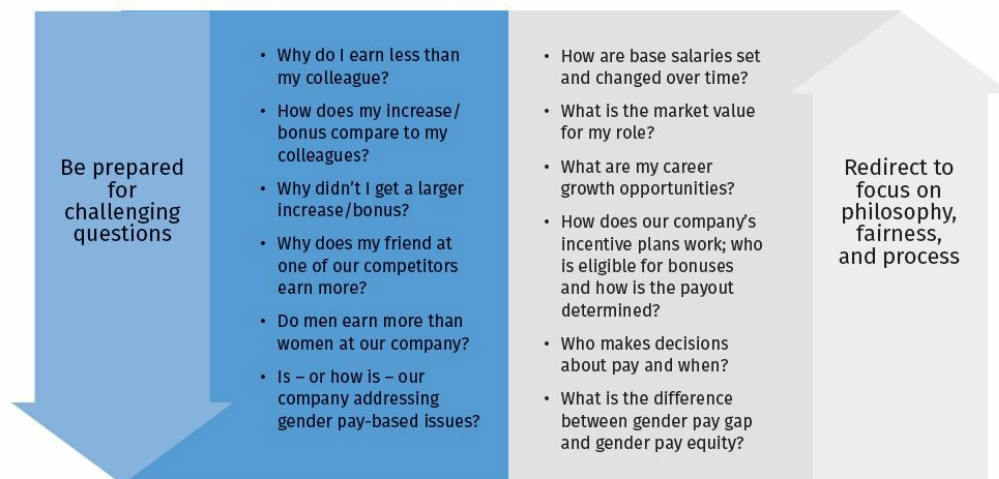 Be prepared
for
challenging
questions
• Why do I earn less than
my colleague?
• How does my increase/
bonus compare to my
colleagues?
• Why didn’t I get a larger
increase/bonus?
• Why does my friend at
one of our competitors
earn more?
• Do men earn more than
women at our company?
• Is – or how is – our
company addressing
gender pay-based issues?
• How are base salaries set
and changed over time?
• What is the market value
for my role?
• What are my career
growth opportunities?
• How does our company’s
incentive plans work; who
is eligible for bonuses
and how is the payout
determined?
• Who makes decisions
about pay and when?
• What is the difference
between gender pay gap
and gender pay equity?
Redirect to
focus on
philosophy,
fairness,
and process